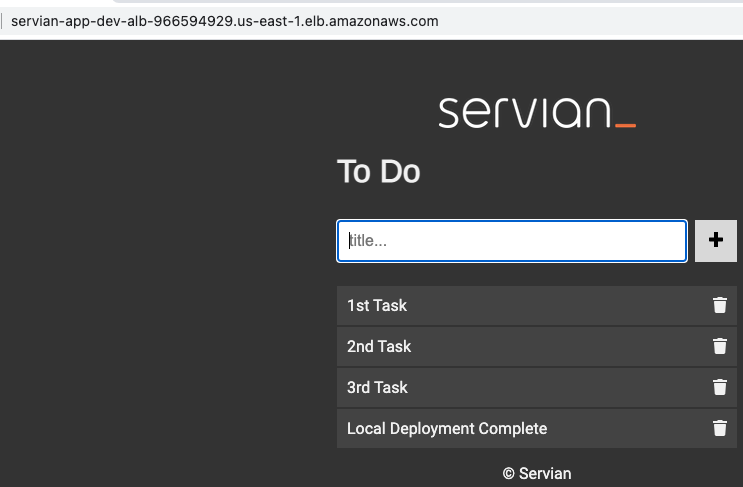 servian-app-dev-alb-966594929.us-east-1.elb.amazonaws.com
servian_
To Do
title...
1st Task
2nd Task
3rd Task
Local Deployment Complete
© Servian